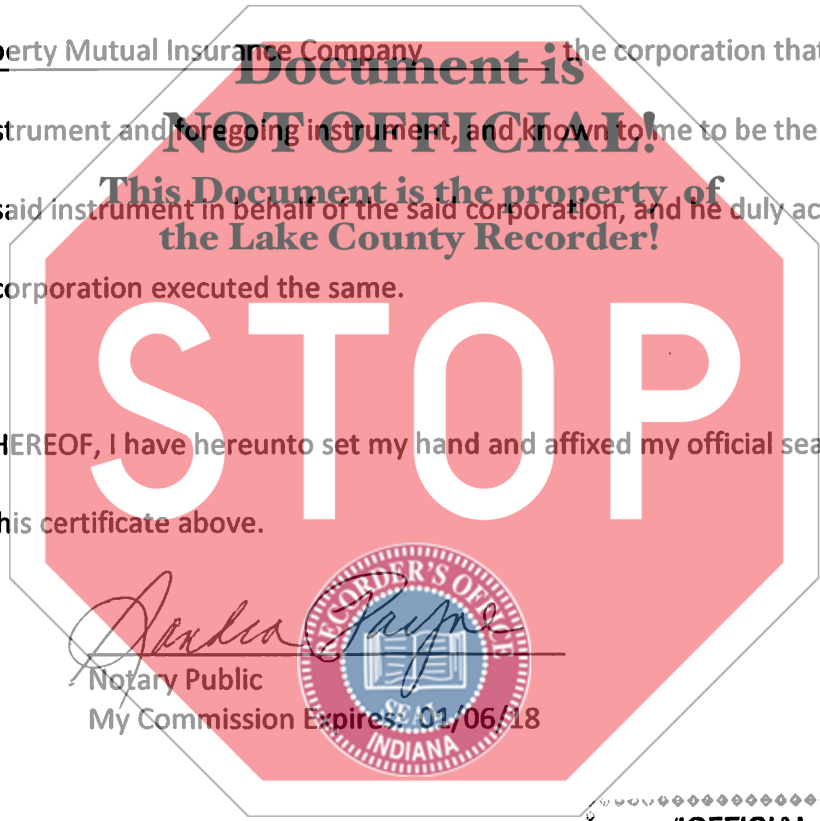 perty Mutual Insurance Company the corporation that
Document is
strument and foregoing instrument, and known to me to be the
NOT OFFICIAL!
This Document is the property of
said instrument in behalf of the said corporation, and he duly ac
the Lake County Recorder!
corporation executed the same.
STOP
HEREOF, I have hereunto set my hand and affixed my official sea
his certificate above.
Sandra Payne
RECORDER'S OFFICE
Notary Public
SEAL
My Commission Expires: 01/06/18
INDIANA
"OFFICIAL